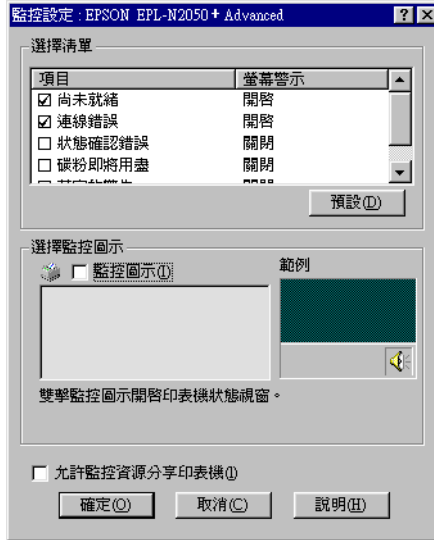 監控設定 : EPSON EPL-N2050+ Advanced
選擇清單
項目 螢幕警示
尚未就緒 開啓
連線錯誤 開啓
狀態確認錯誤 關閉
碳粉即將用盡 關閉
預設(D)
選擇監控圖示
監控圖示(I)
範例
雙擊監控圖示開啓印表機狀態視窗。
允許監控資源分享印表機(I)
確定(O) 取消(C) 說明(H)